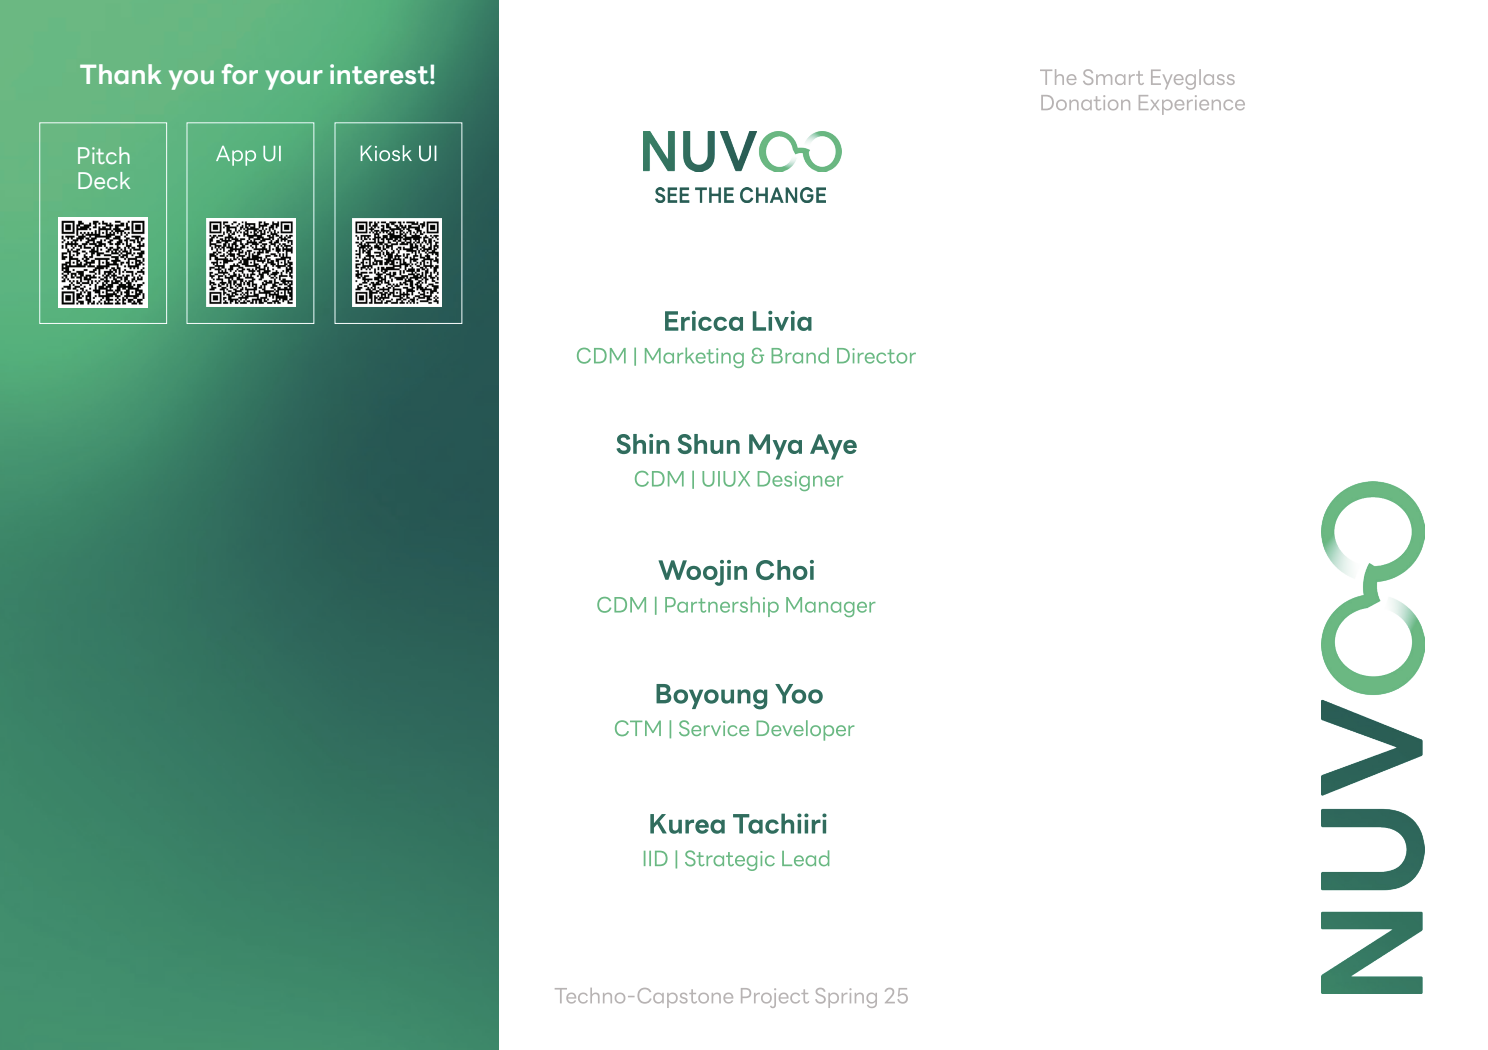 Thank you for your interest!
Pitch
Deck
App UI
Kiosk UI
NUVOO
SEE THE CHANGE
Ericca Livia
CDM | Marketing & Brand Director
Shin Shun Mya Aye
CDM | UIUX Designer
Woojin Choi
CDM | Partnership Manager
Boyoung Yoo
CTM | Service Developer
Kurea Tachiiri
IID | Strategic Lead
Techno-Capstone Project Spring 25
The Smart Eyeglass
Donation Experience
NUVOO